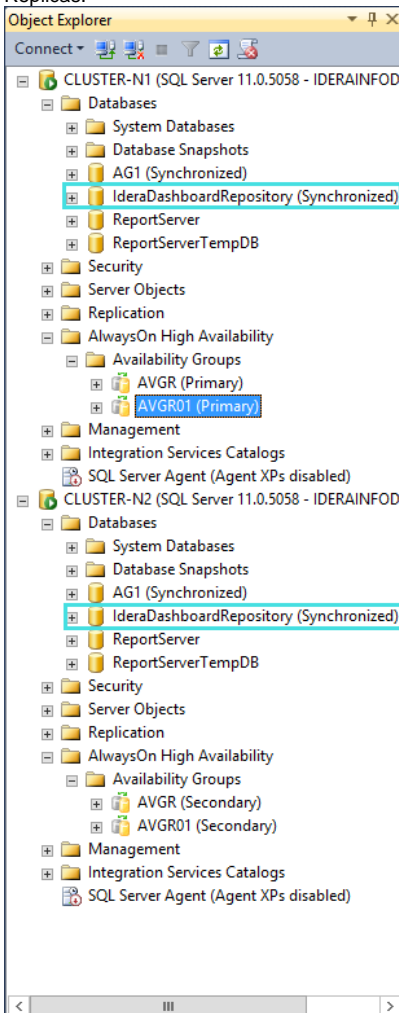 Replicas.
Object Explorer
Connect
CLUSTER-N1 (SQL Server 11.0.5058 - IDERAINFOD
Databases
System Databases
Database Snapshots
AG1 (Synchronized)
IderaDashboardRepository (Synchronized)
ReportServer
ReportServerTempDB
Security
Server Objects
Replication
AlwaysOn High Availability
Availability Groups
AVGR (Primary)
AVGR01 (Primary)
Management
Integration Services Catalogs
SQL Server Agent (Agent XPs disabled)
CLUSTER-N2 (SQL Server 11.0.5058 - IDERAINFOD
Databases
System Databases
Database Snapshots
AG1 (Synchronized)
IderaDashboardRepository (Synchronized)
ReportServer
ReportServerTempDB
Security
Server Objects
Replication
AlwaysOn High Availability
Availability Groups
AVGR (Secondary)
AVGR01 (Secondary)
Management
Integration Services Catalogs
SQL Server Agent (Agent XPs disabled)